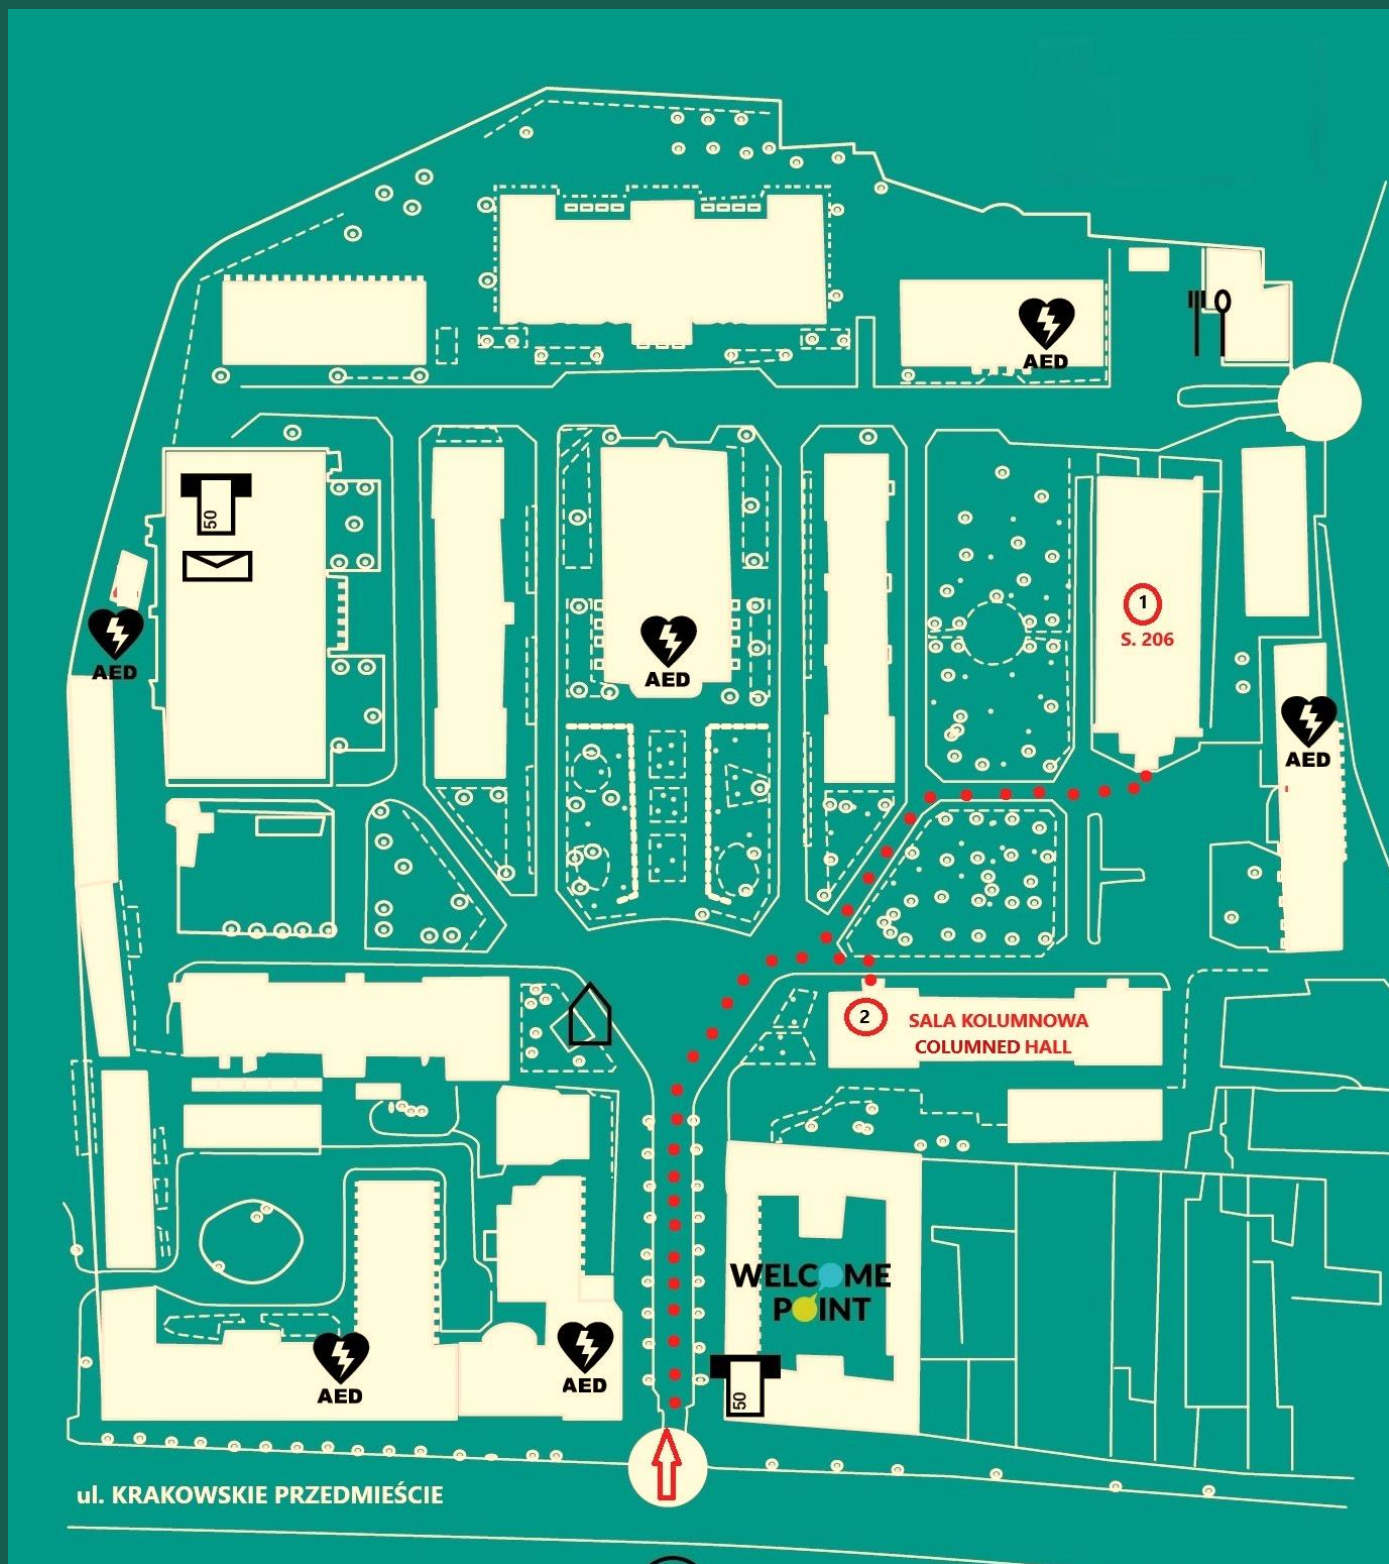 AED
50
AED
AED
1
S. 206
AED
2
SALA KOLUMNOWA
COLUMNED HALL
WELCOME
POINT
AED
AED
50
ul. KRAKOWSKIE PRZEDMIEŚCIE